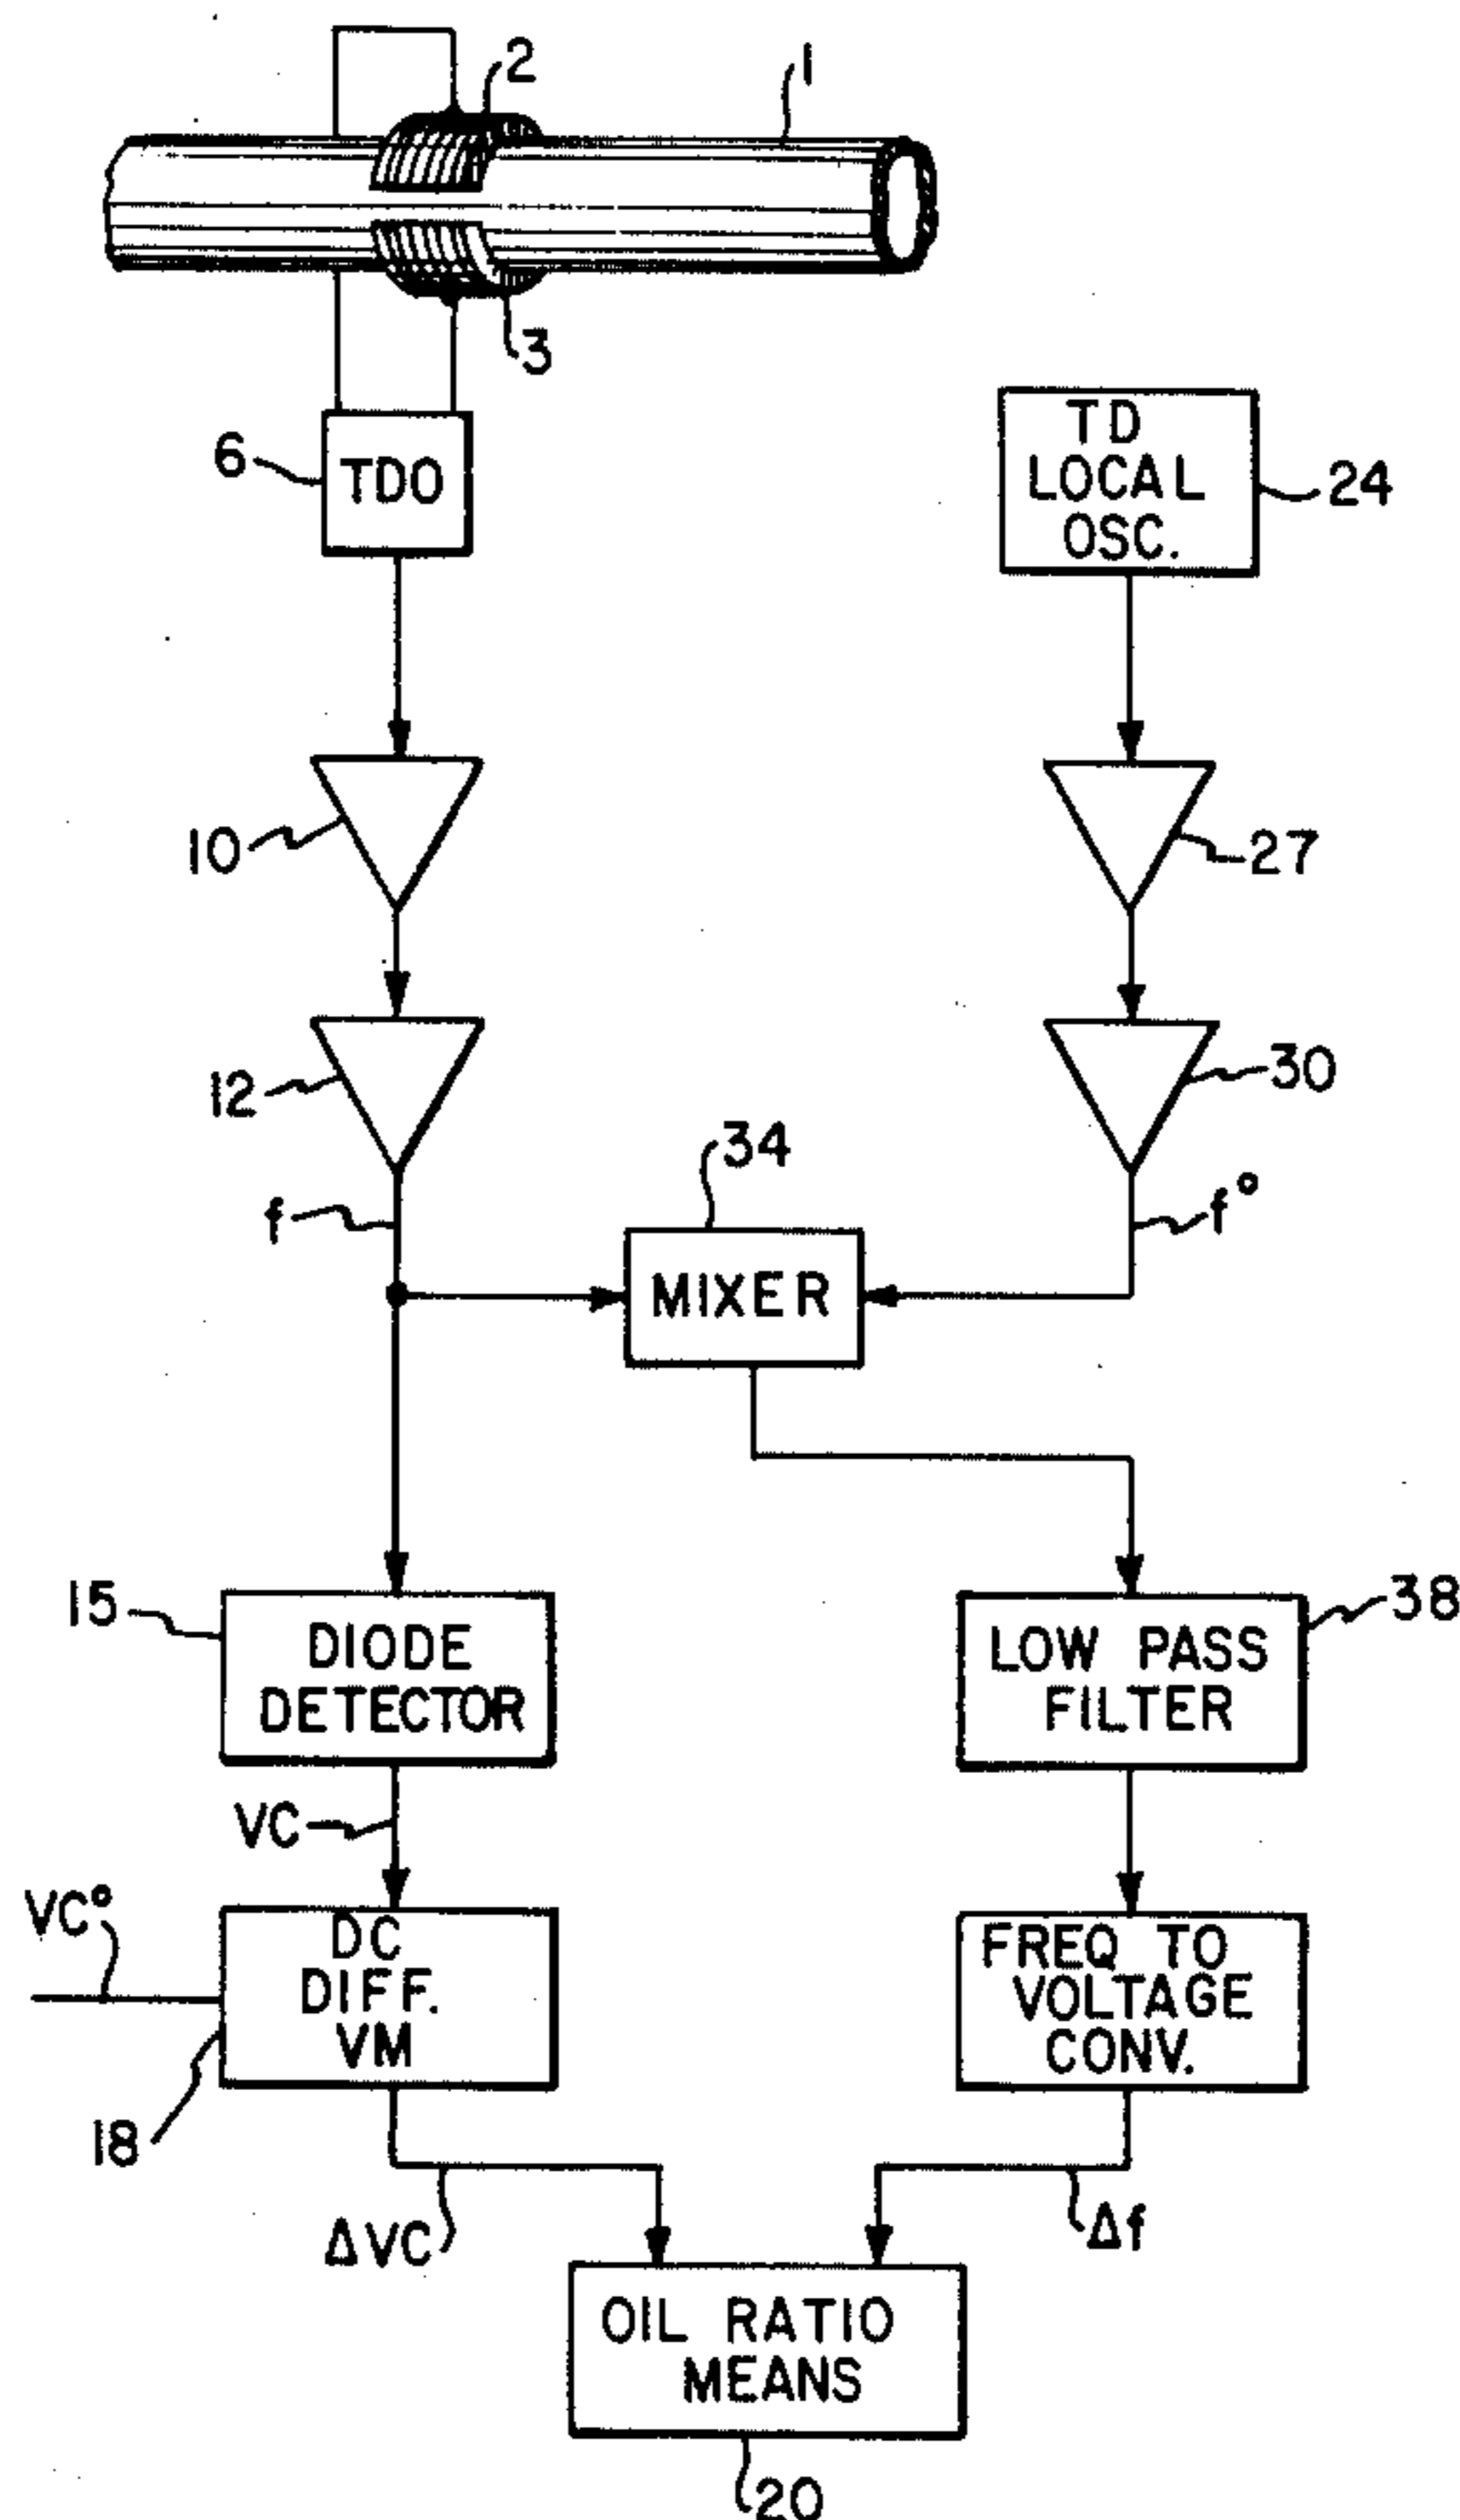 2
1
3
6
TDO
TD
LOCAL
OSC.
24
10
27
12
30
34
f
f°
MIXER
15
DIODE
DETECTOR
LOW PASS
FILTER
38
VC
VC°
DC
DIFF.
VM
FREQ TO
VOLTAGE
CONV.
18
ΔVC
Δf
OIL RATIO
MEANS
20